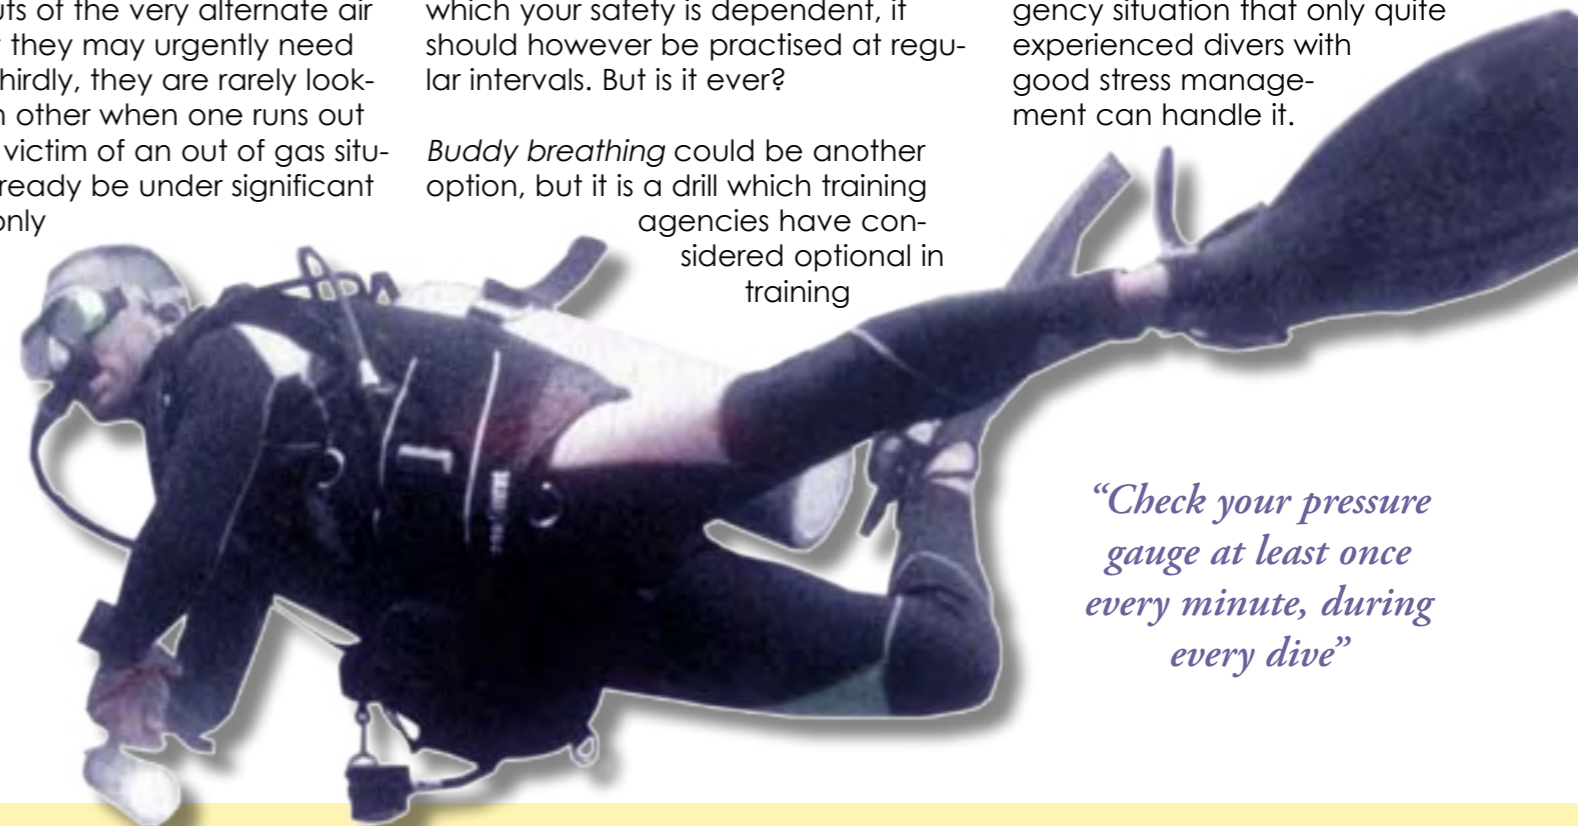 uts of the very alternate air
they may urgently need
hirdly, they are rarely look-
other when one runs out
victim of an out of gas situ-
ready be under significant
only
which your safety is dependent, it
should however be practised at regu-
lar intervals. But is it ever?
Buddy breathing could be another
option, but it is a drill which training
agencies have con-
sidered optional in
training
gency situation that only quite
experienced divers with
good stress manage-
ment can handle it.
“Check your pressure
gauge at least once
every minute, during
every dive”